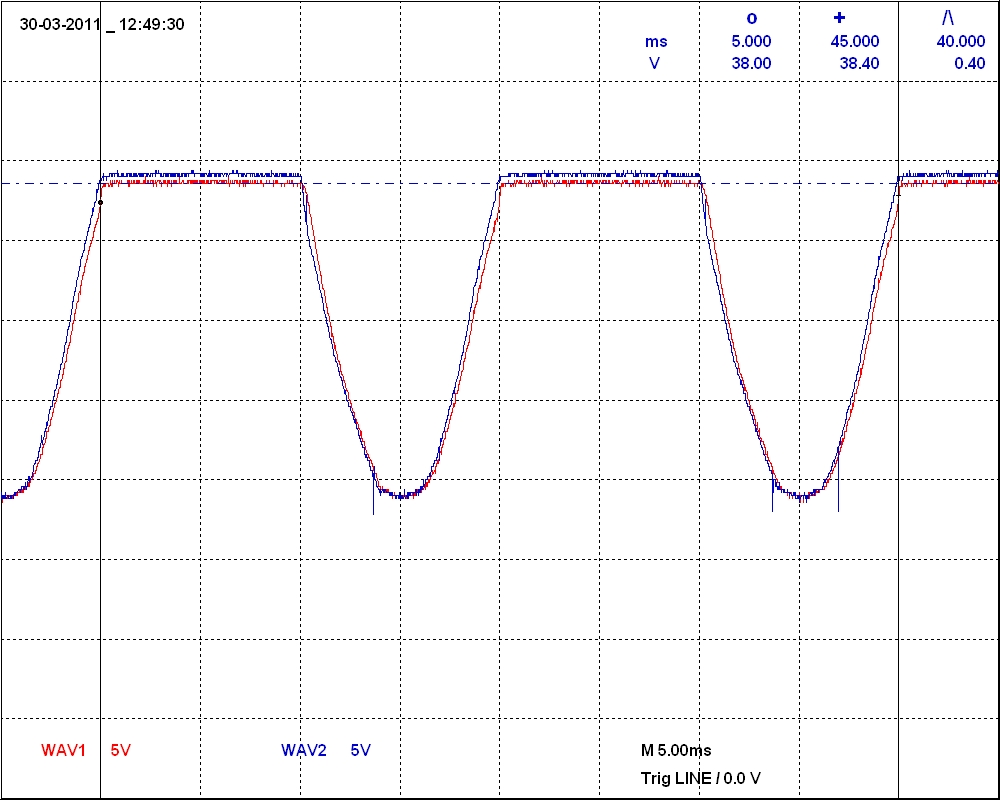 30-03-2011 _ 12:49:30
o + /\
ms 5.000 45.000 40.000
V 38.00 38.40 0.40
WAV1 5V WAV2 5V M 5.00ms
Trig LINE / 0.0 V